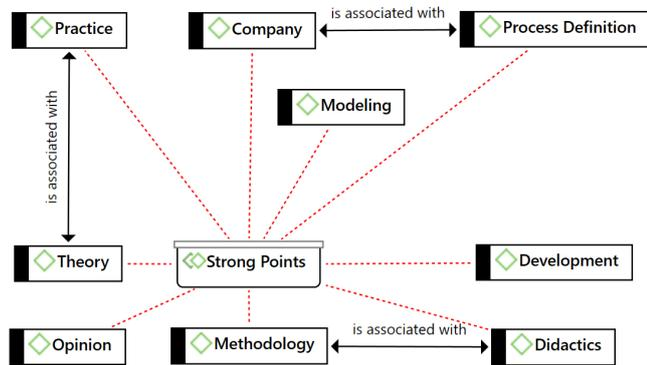 Practice
Company
is associated with
Process Definition
Modeling
is associated with
Theory
Strong Points
Development
Opinion
Methodology
is associated with
Didactics